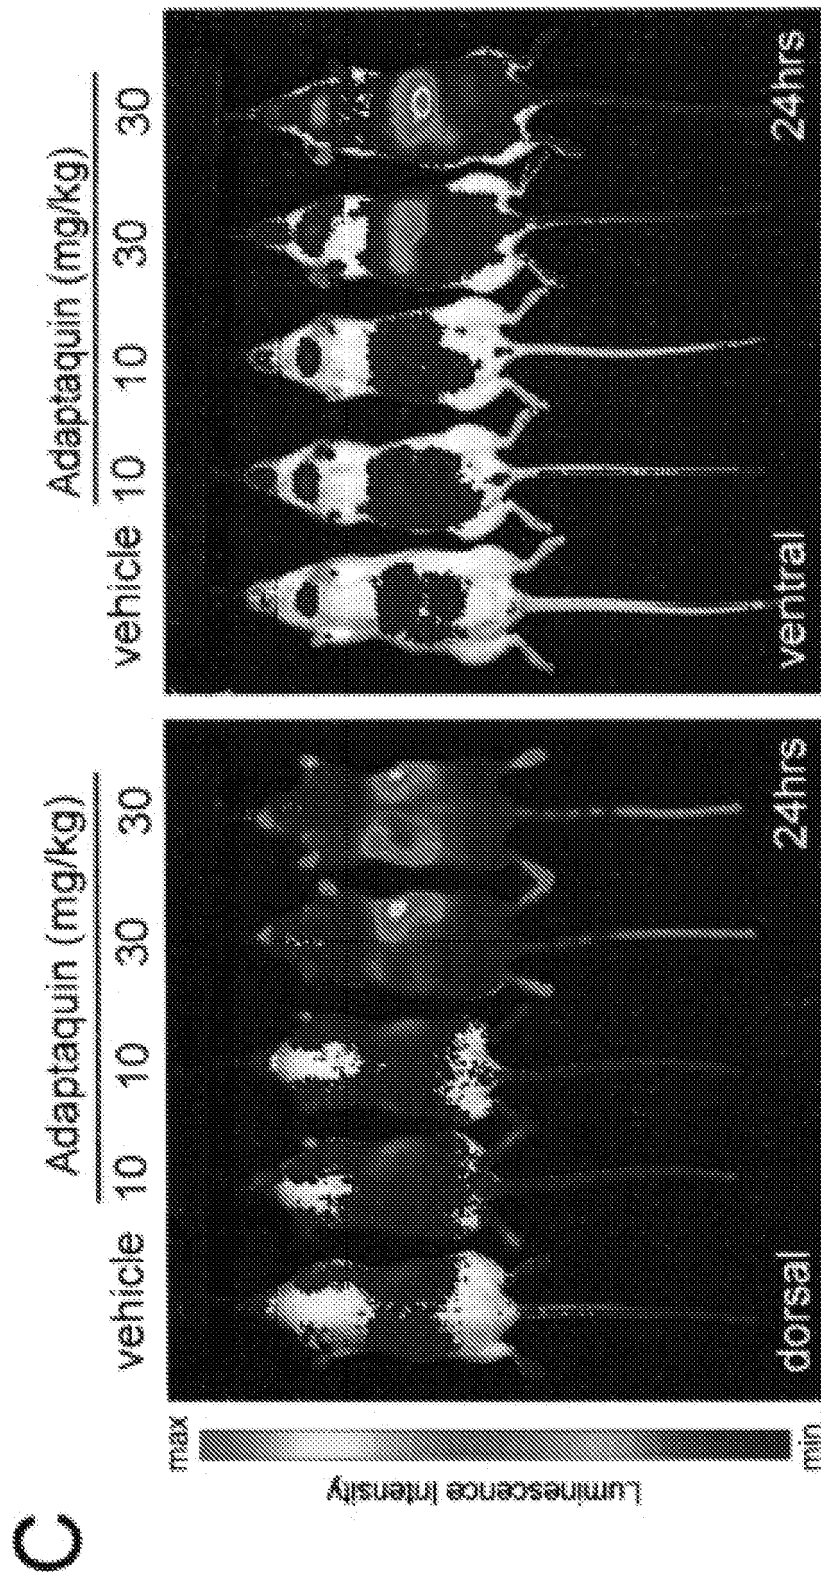 C
Adaptaquin (mg/kg)
vehicle 10 10 30 30
dorsal
24hrs
Adaptaquin (mg/kg)
vehicle 10 10 30 30
ventral
24hrs
max
Luminescence Intensity
min